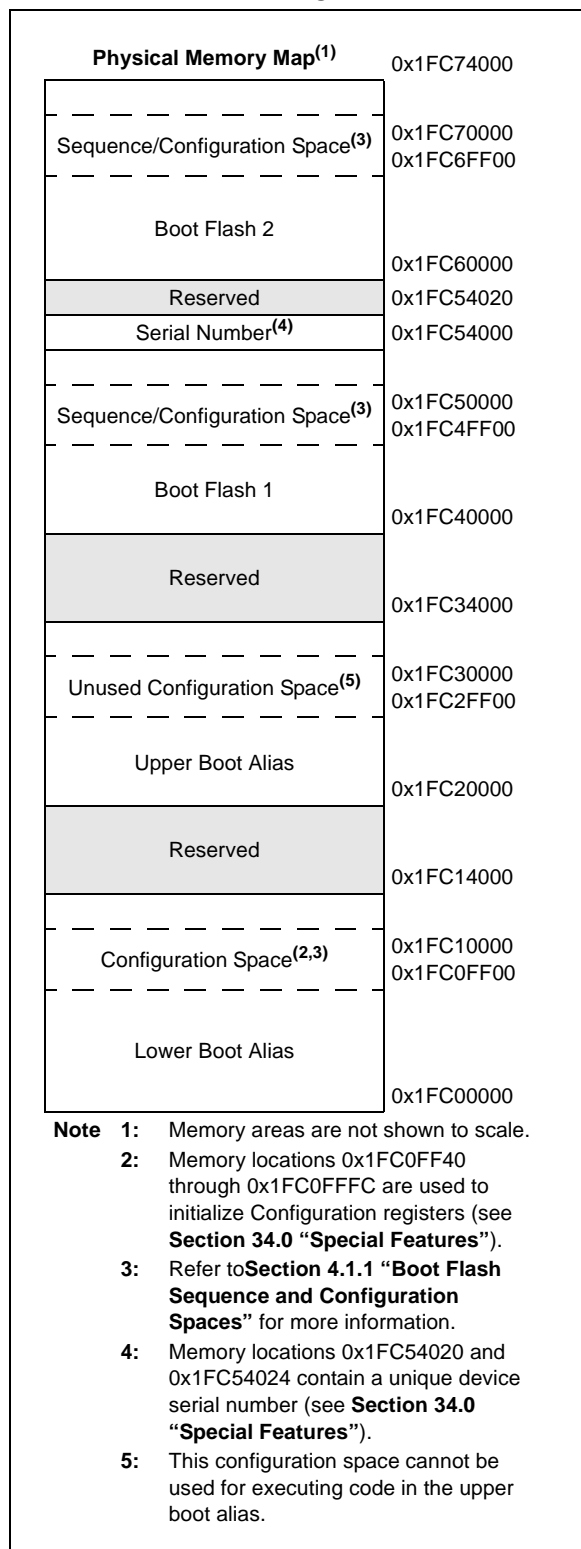 Physical Memory Map(1)
0x1FC74000
Sequence/Configuration Space(3)
0x1FC70000
0x1FC6FF00
Boot Flash 2
0x1FC60000
Reserved
0x1FC54020
Serial Number(4)
0x1FC54000
Sequence/Configuration Space(3)
0x1FC50000
0x1FC4FF00
Boot Flash 1
0x1FC40000
Reserved
0x1FC34000
Unused Configuration Space(5)
0x1FC30000
0x1FC2FF00
Upper Boot Alias
0x1FC20000
Reserved
0x1FC14000
Configuration Space(2,3)
0x1FC10000
0x1FC0FF00
Lower Boot Alias
0x1FC00000
Note 1: Memory areas are not shown to scale.
2: Memory locations 0x1FC0FF40
through 0x1FC0FFFC are used to
initialize Configuration registers (see
Section 34.0 “Special Features”).
3: Refer toSection 4.1.1 “Boot Flash
Sequence and Configuration
Spaces” for more information.
4: Memory locations 0x1FC54020 and
0x1FC54024 contain a unique device
serial number (see Section 34.0
“Special Features”).
5: This configuration space cannot be
used for executing code in the upper
boot alias.